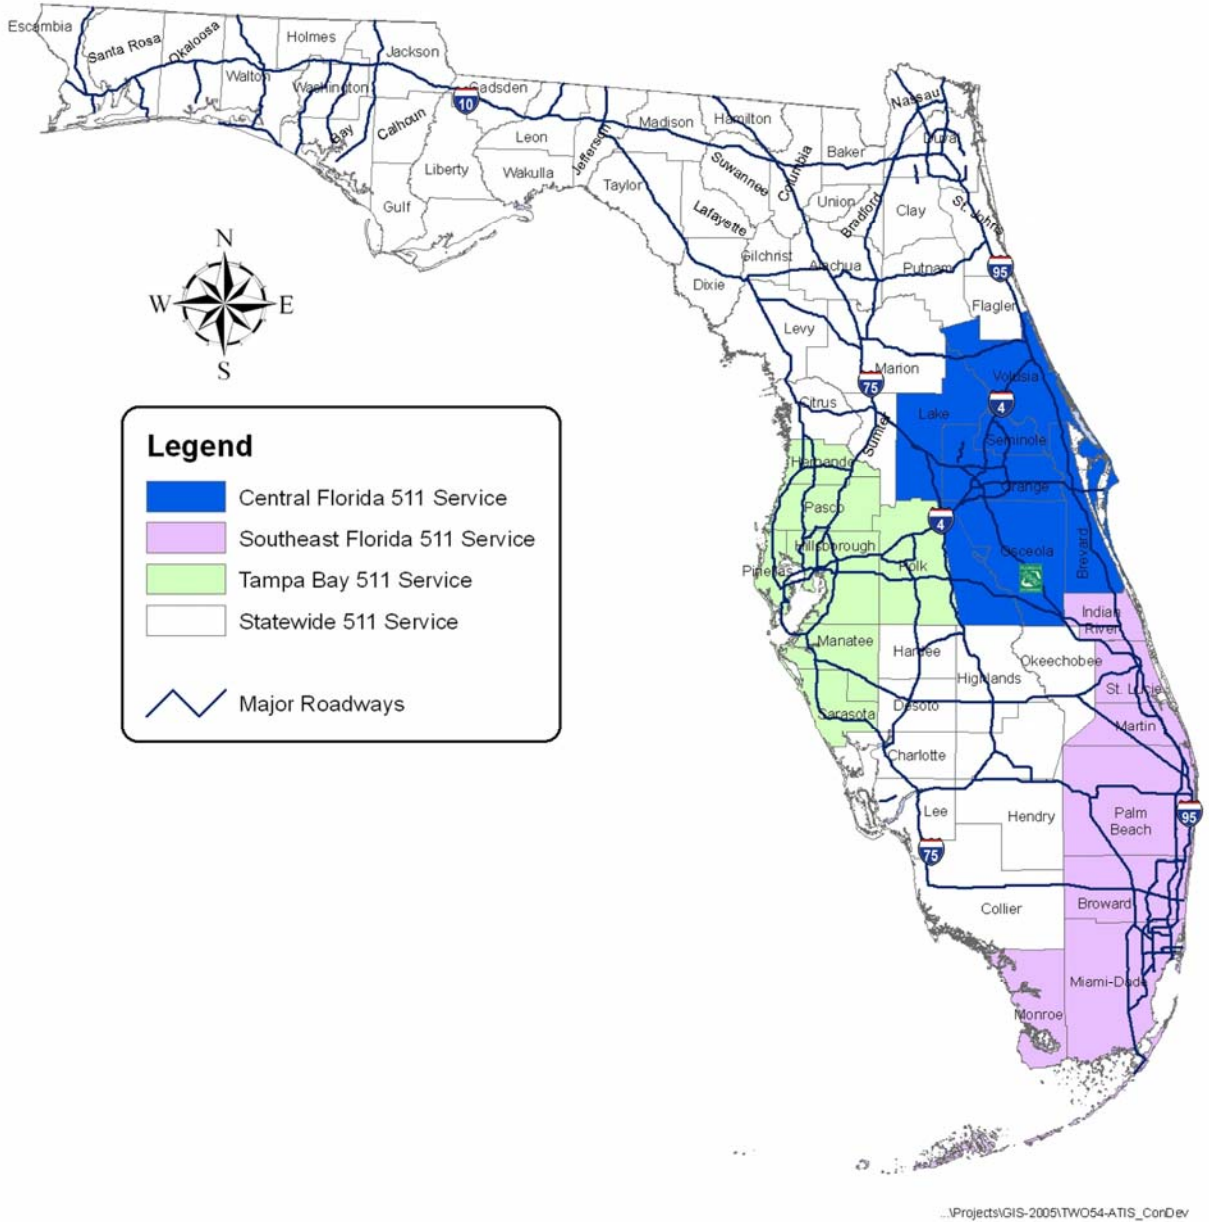 Escambia
Santa Rosa
Okaloosa
Holmes
Jackson
Walton
Washington
Gadsden
10
Bay
Calhoun
Leon
Jefferson
Madison
Hamilton
Nassau
Duval
Baker
Liberty
Wakulla
Taylor
Suwannee
Columbia
Gulf
Lafayette
Union
Bradford
Clay
St. Johns
Gilchrist
Alachua
Putnam
95
Dixie
Flagler
N
W
E
S
Levy
Marion
75
Volusia
4
Citrus
Lake
Sumter
Seminole
Hernando
Orange
Pasco
4
Hillsborough
Osceola
Brevard
Pinellas
Polk
Indian
River
Manatee
Hardee
Okeechobee
Highlands
St. Lucie
Sarasota
Desoto
Martin
Charlotte
Lee
Hendry
Palm
Beach
95
75
Collier
Broward
Miami-Dade
Monroe
Legend
Central Florida 511 Service
Southeast Florida 511 Service
Tampa Bay 511 Service
Statewide 511 Service
Major Roadways
...\Projects\GIS-2005\TWO54-ATIS_ConDev